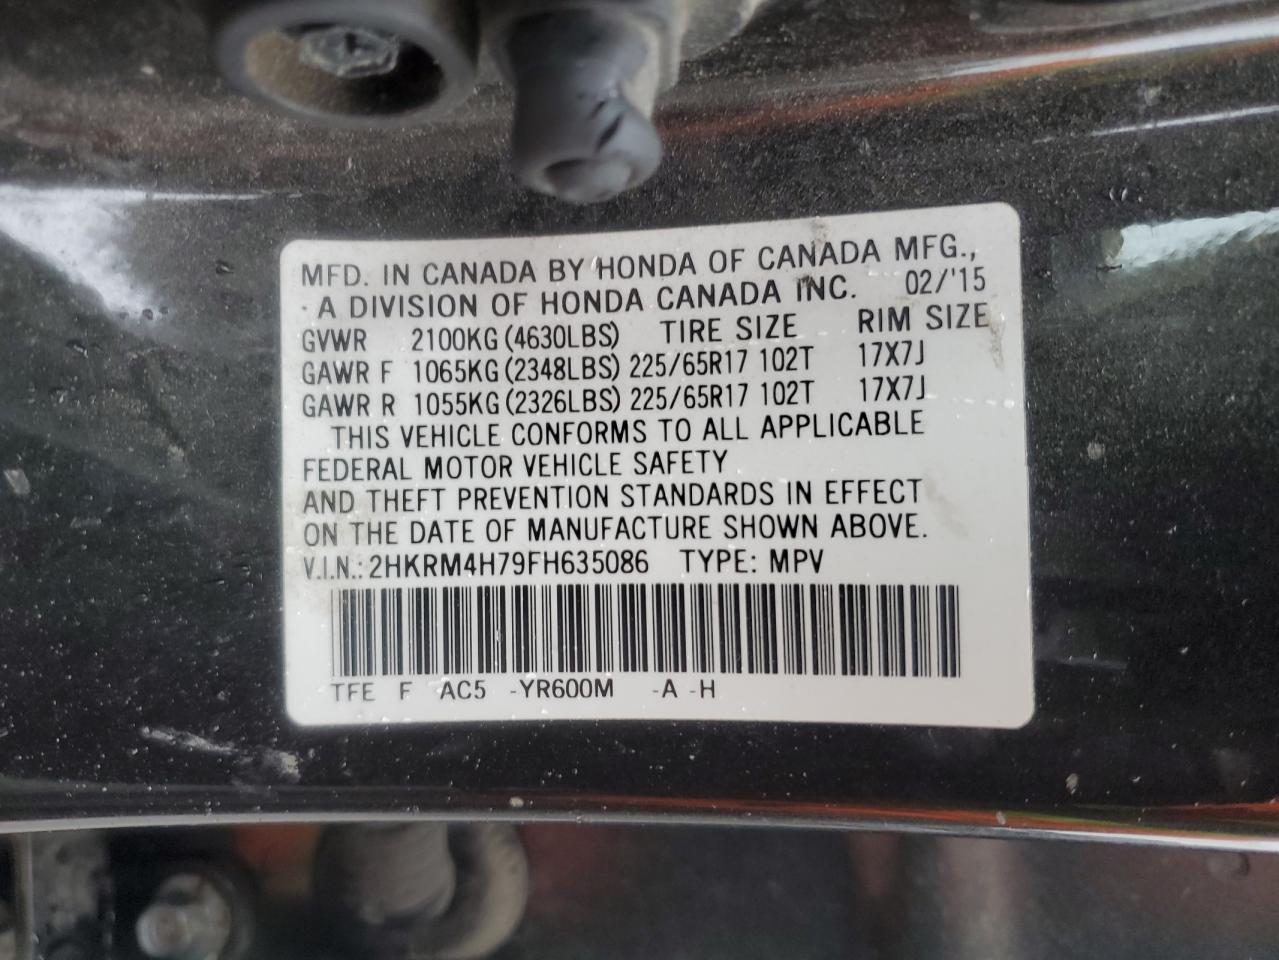 MFD. IN CANADA BY HONDA OF CANADA MFG.,
A DIVISION OF HONDA CANADA INC. 02/'15
GVWR 2100KG (4630LBS) TIRE SIZE RIM SIZE
GAWR F 1065KG (2348LBS) 225/65R17 102T 17X7J
GAWR R 1055KG (2326LBS) 225/65R17 102T 17X7J
THIS VEHICLE CONFORMS TO ALL APPLICABLE
FEDERAL MOTOR VEHICLE SAFETY
AND THEFT PREVENTION STANDARDS IN EFFECT
ON THE DATE OF MANUFACTURE SHOWN ABOVE.
V.I.N.: 2HKRM4H79FH635086 TYPE: MPV
TFE F AC5 -YR600M -A -H